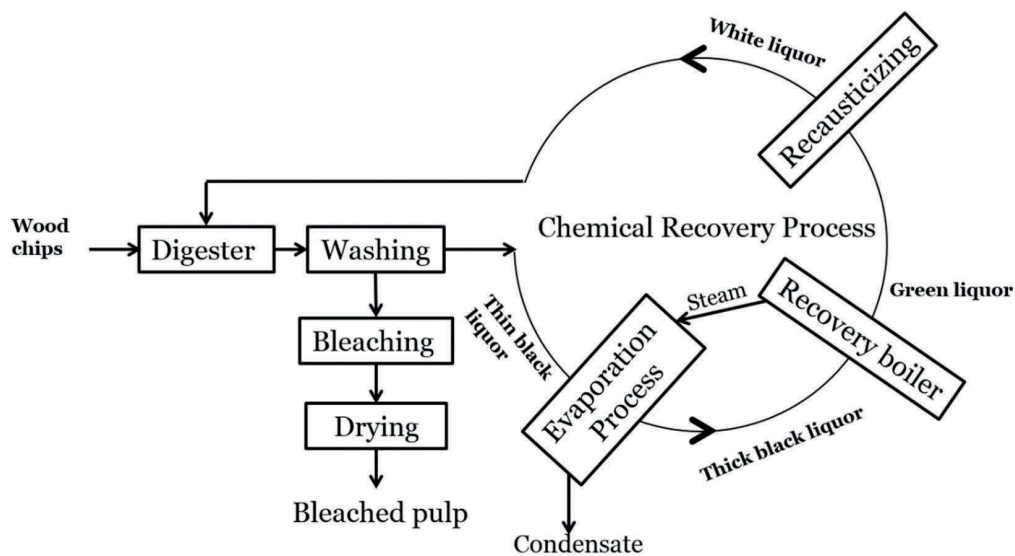 White liquor
Recausticizing
Wood
chips
Digester
Washing
Chemical Recovery Process
Steam
Recovery boiler
Green liquor
Thin black
liquor
Bleaching
Evaporation
Process
Drying
Thick black liquor
Bleached pulp
Condensate